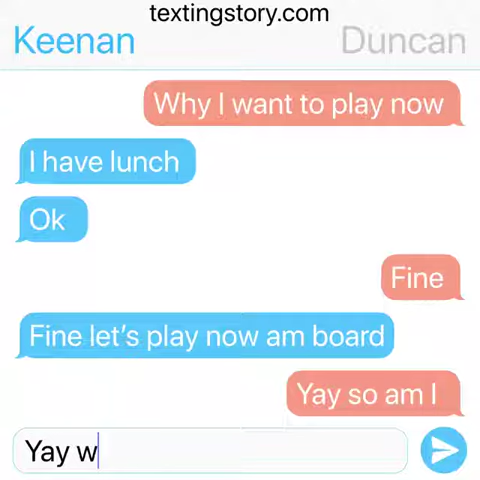 textingstory.com
Keenan
Duncan
Why I want to play now
I have lunch
Ok
Fine
Fine let's play now am board
Yay so am I
Yay w